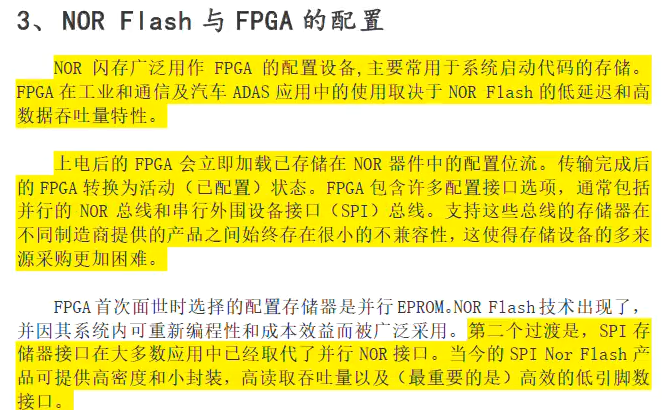 3、NOR Flash 与 FPGA 的配置
NOR 闪存广泛用作 FPGA 的配置设备,主要常用于系统启动代码的存储。
FPGA 在工业和通信及汽车 ADAS 应用中的使用取决于 NOR Flash 的低延迟和高
数据吞吐量特性。
上电后的 FPGA 会立即加载已存储在 NOR 器件中的配置位流。传输完成后
的 FPGA 转换为活动（已配置）状态。FPGA 包含许多配置接口选项，通常包括
并行的 NOR 总线和串行外围设备接口（SPI）总线。支持这些总线的存储器在
不同制造商提供的产品之间始终存在很小的不兼容性，这使得存储设备的多来
源采购更加困难。
FPGA 首次面世时选择的配置存储器是并行 EPROM。NOR Flash 技术出现了，
并因其系统内可重新编程性和成本效益而被广泛采用。第二个过渡是，SPI 存
储器接口在大多数应用中已经取代了并行 NOR 接口。当今的 SPI Nor Flash 产
品可提供高密度和小封装，高读取吞吐量以及（最重要的是）高效的低引脚数
接口。